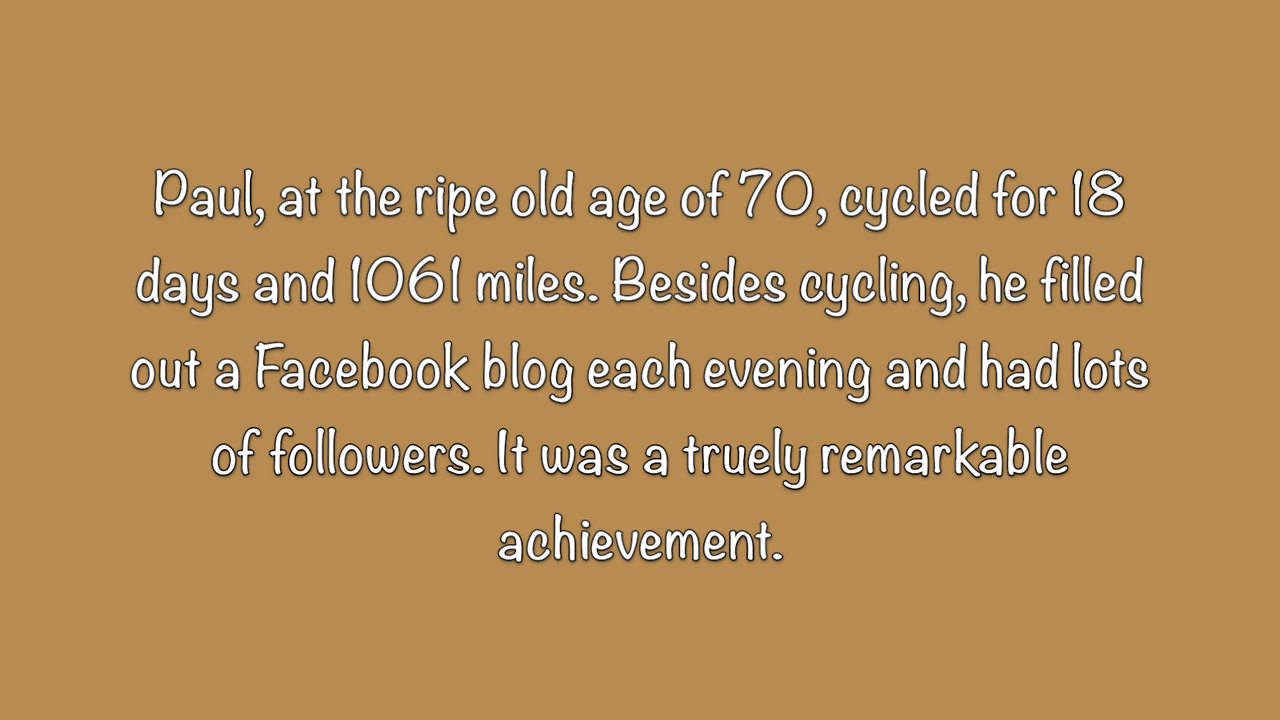 Paul, at the ripe old age of 70, cycled for 18
days and 1061 miles. Besides cycling, he filled
out a Facebook blog each evening and had lots
of followers. It was a truely remarkable
achievement.